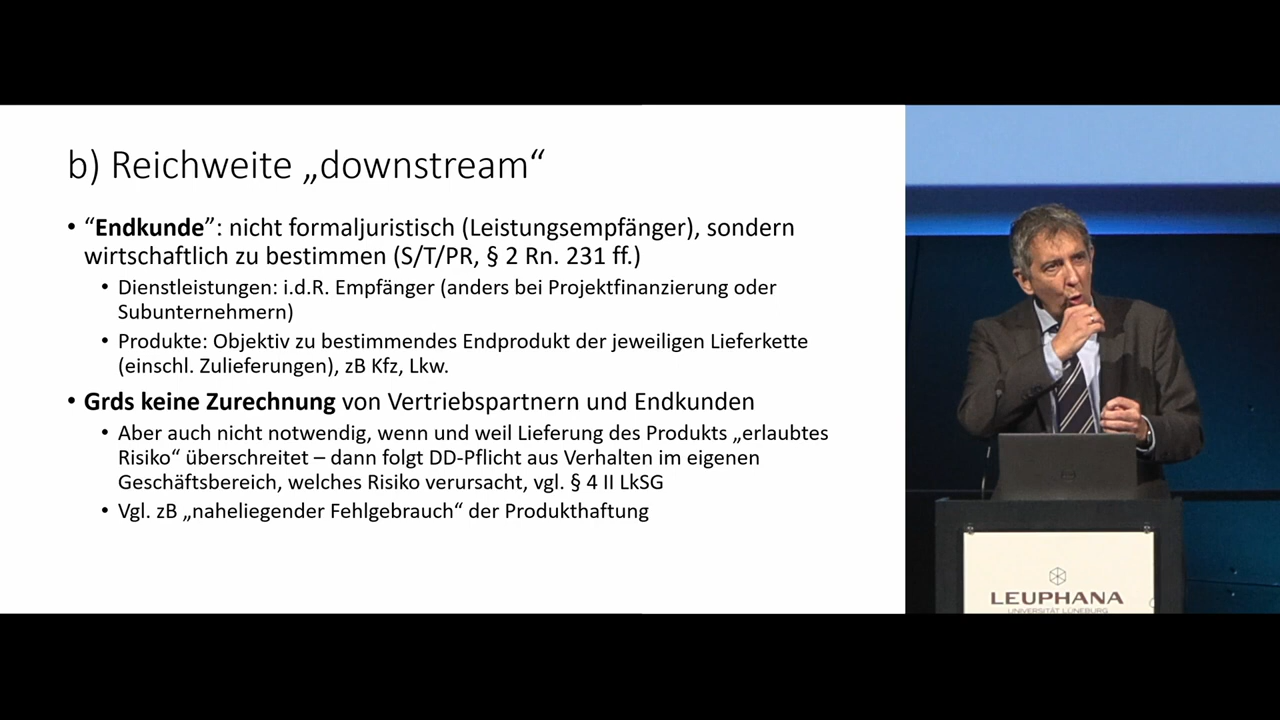 b) Reichweite „downstream“
• “Endkunde”: nicht formaljuristisch (Leistungsempfänger), sondern
wirtschaftlich zu bestimmen (S/T/PR, § 2 Rn. 231 ff.)
• Dienstleistungen: i.d.R. Empfänger (anders bei Projektfinanzierung oder
Subunternehmern)
• Produkte: Objektiv zu bestimmendes Endprodukt der jeweiligen Lieferkette
(einschl. Zulieferungen), zB Kfz, Lkw.
• Grds keine Zurechnung von Vertriebspartnern und Endkunden
• Aber auch nicht notwendig, wenn und weil Lieferung des Produkts „erlaubtes
Risiko“ überschreitet – dann folgt DD-Pflicht aus Verhalten im eigenen
Geschäftsbereich, welches Risiko verursacht, vgl. § 4 II LkSG
• Vgl. zB „naheliegender Fehlgebrauch“ der Produkthaftung
LEUPHANA
UNIVERSITÄT LÜNEBURG